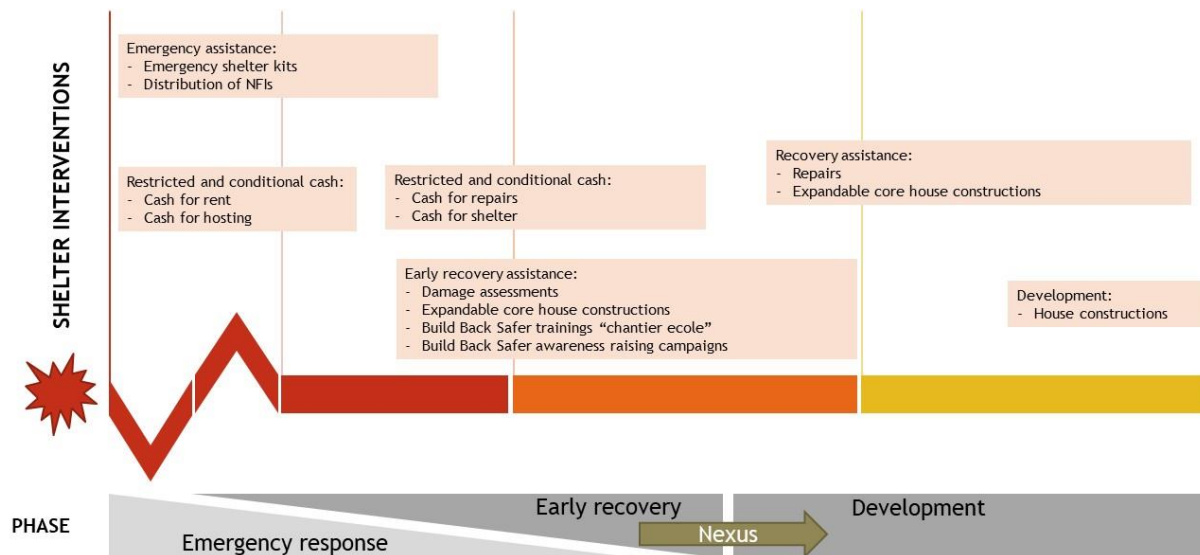 SHELTER INTERVENTIONS
Emergency assistance:
- Emergency shelter kits
- Distribution of NFIs
Restricted and conditional cash:
- Cash for rent
- Cash for hosting
Restricted and conditional cash:
- Cash for repairs
- Cash for shelter
Recovery assistance:
- Repairs
- Expandable core house constructions
Early recovery assistance:
- Damage assessments
- Expandable core house constructions
- Build Back Safer trainings “chantier ecole”
- Build Back Safer awareness raising campaigns
Development:
- House constructions
PHASE
Emergency response
Early recovery
Nexus
Development